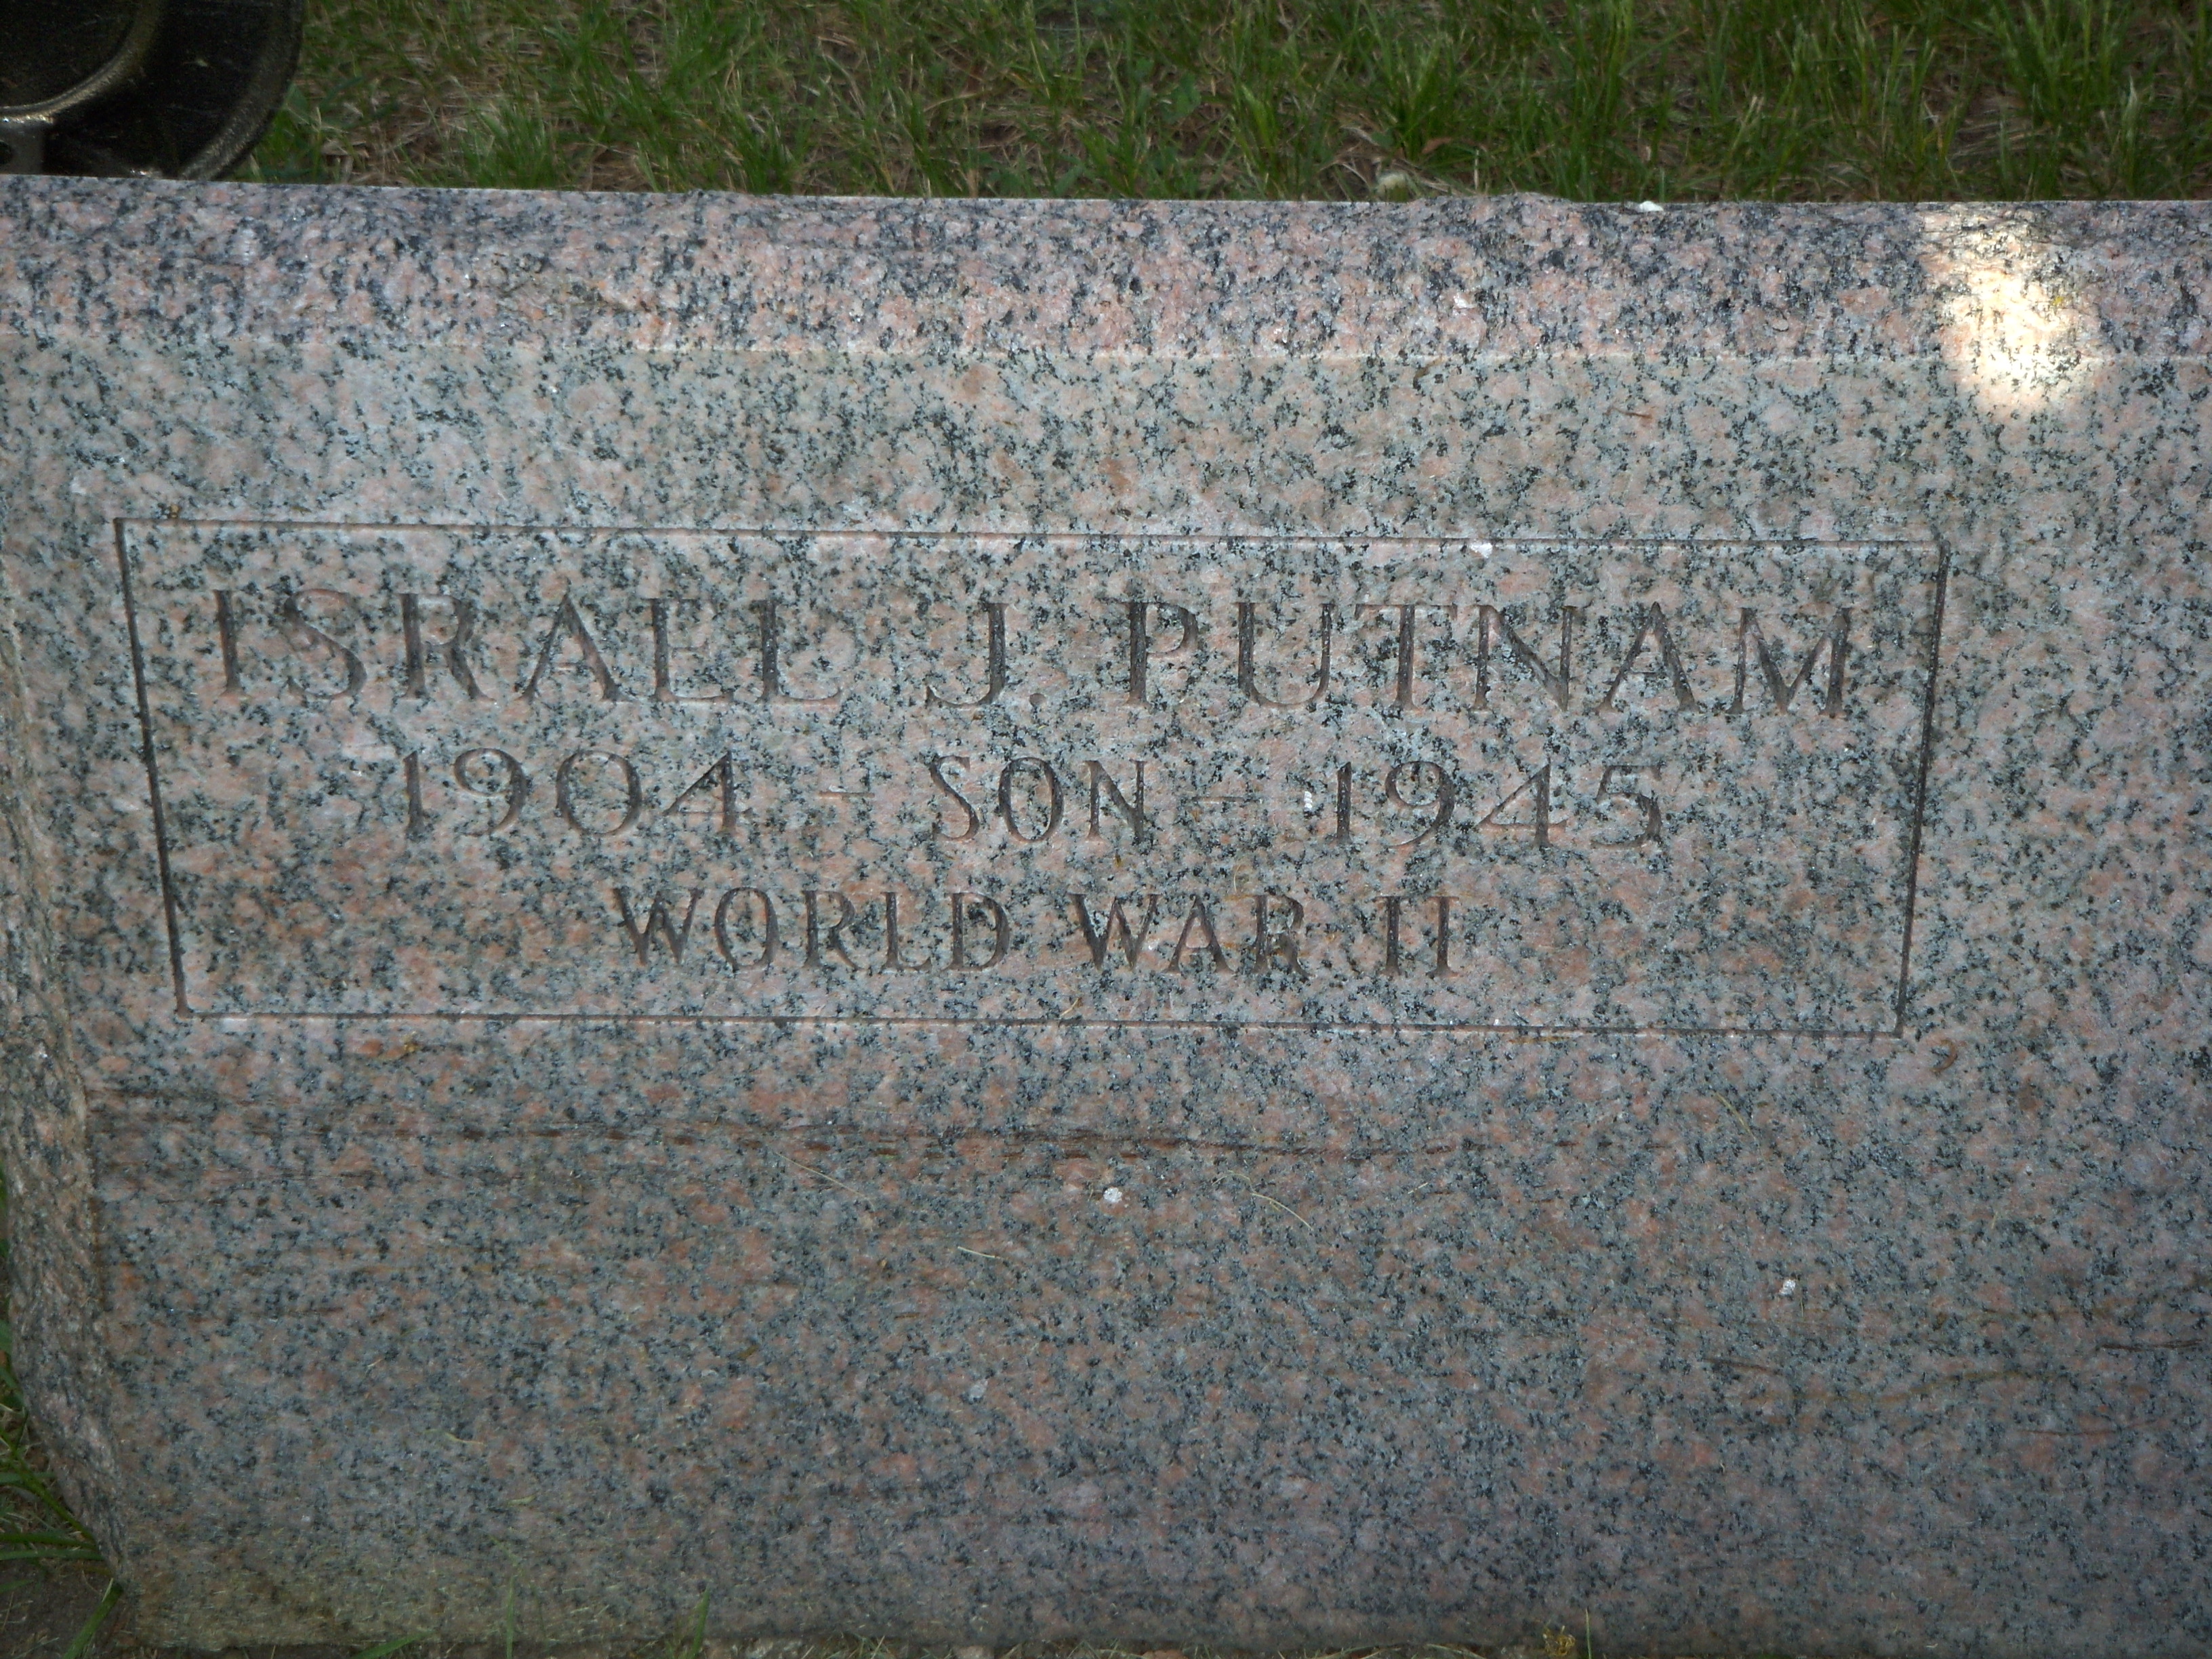 ISRAEL J. PUTNAM
1904 - SON - 1945
WORLD WAR II